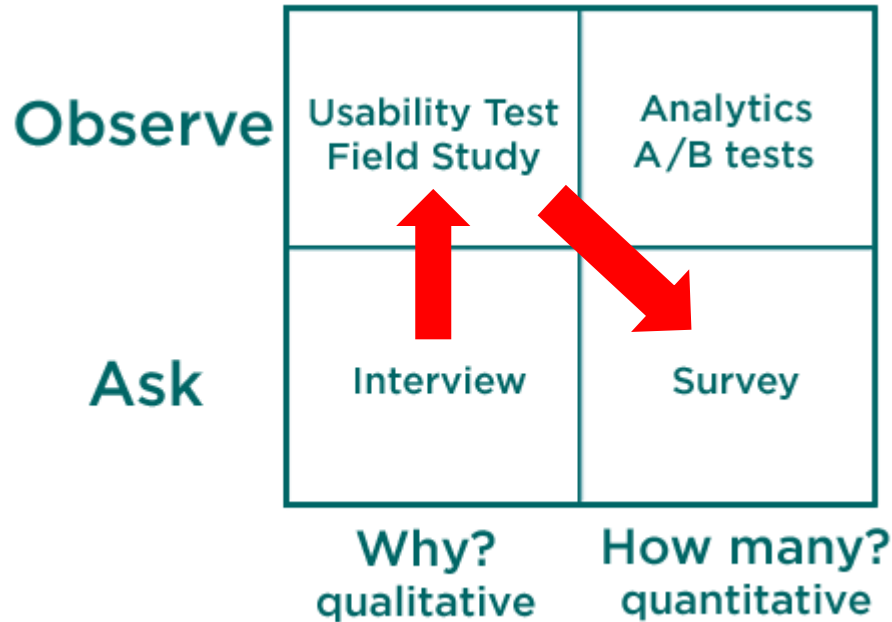 Observe
Usability Test
Field Study
Analytics
A/B tests
Ask
Interview
Survey
Why?
qualitative
How many?
quantitative